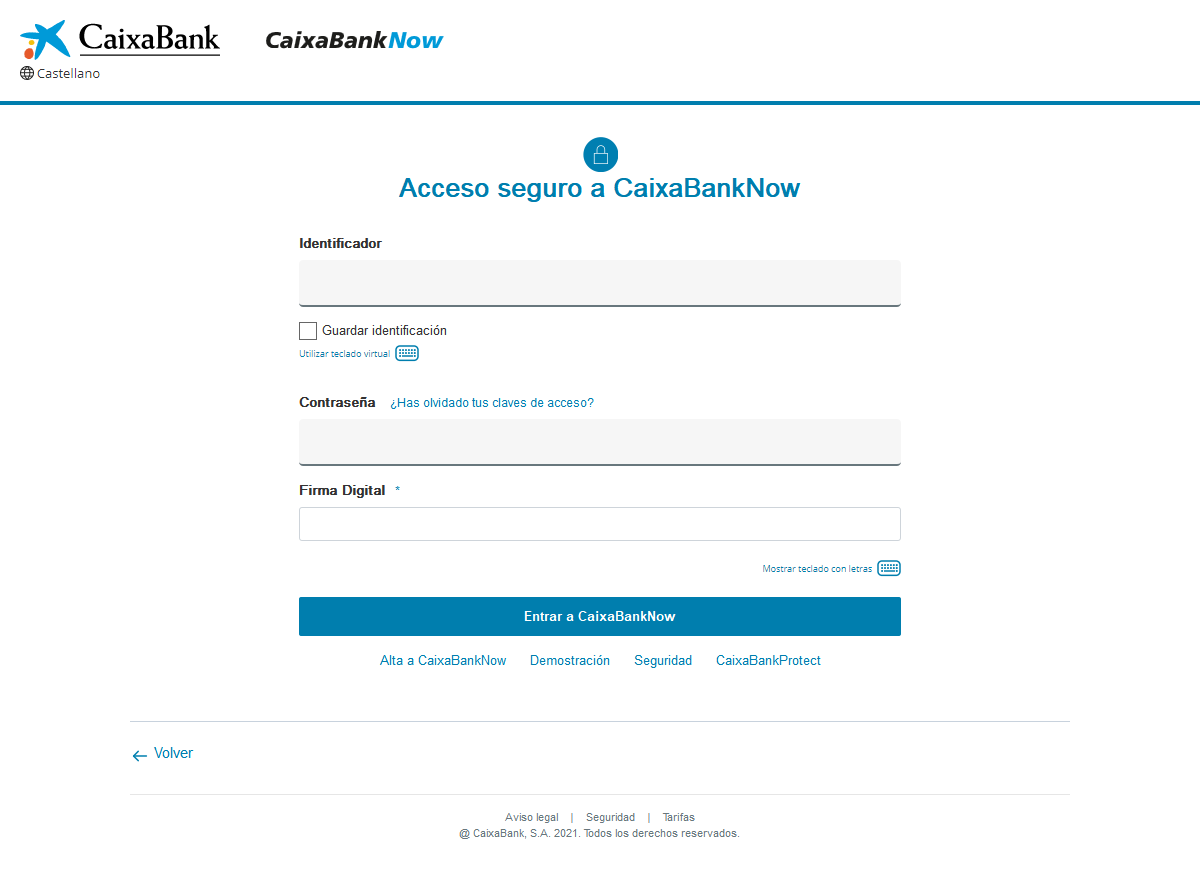 CaixaBank CaixaBankNow
Castellano
Acceso seguro a CaixaBankNow
Identificador
Guardar identificación
Utilizar teclado virtual
Contraseña ¿Has olvidado tus claves de acceso?
Firma Digital *
Mostrar teclado con letras
Entrar a CaixaBankNow
Alta a CaixaBankNow Demostración Seguridad CaixaBankProtect
Volver
Aviso legal | Seguridad | Tarifas
@ CaixaBank, S.A. 2021. Todos los derechos reservados.